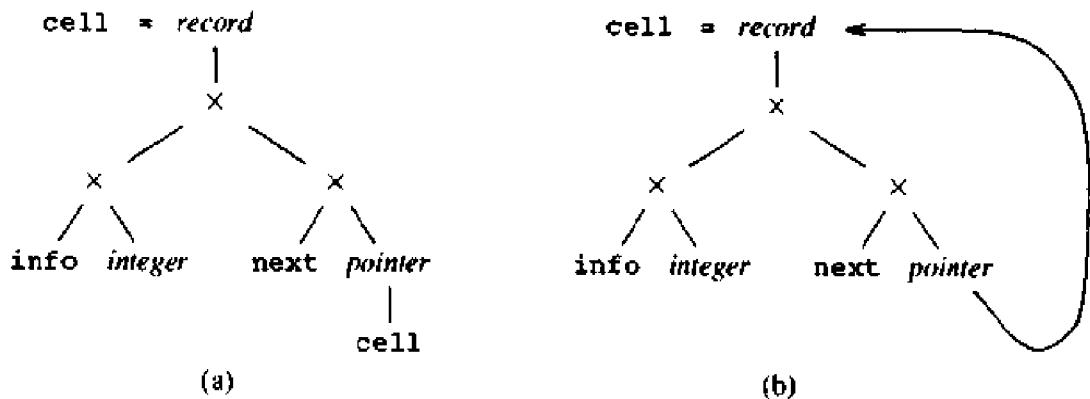 cell = record
cell = record
×
×
×
×
×
×
info integer next pointer
info integer next pointer
cell
(a)
(b)